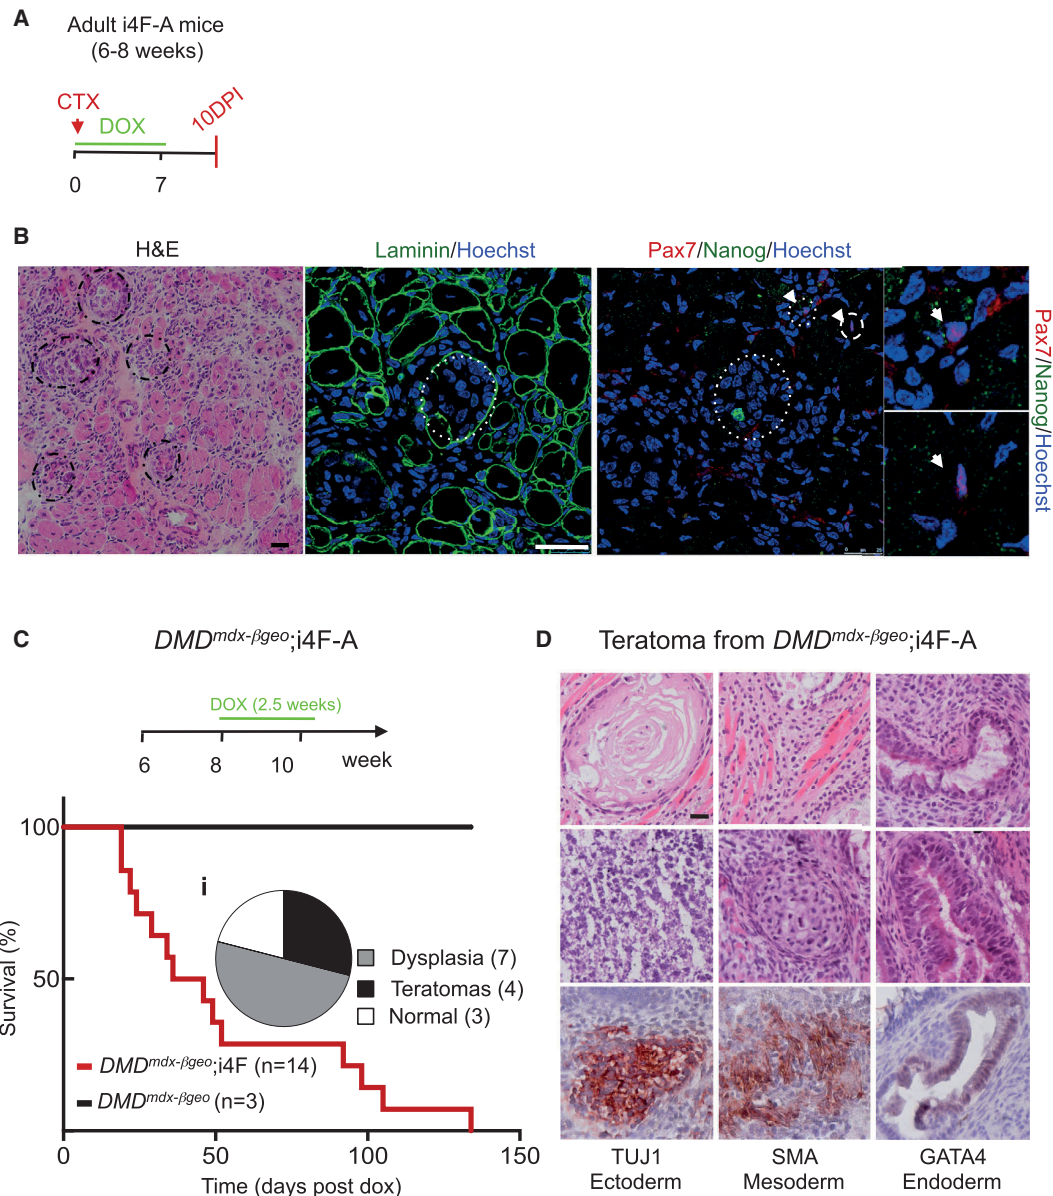 A
Adult i4F-A mice
(6-8 weeks)
CTX
DOX
10DPI
0
7
B
H&E
Laminin/Hoechst
Pax7/Nanog/Hoechst
Pax7/Nanog/Hoechst
C
DMDmdx-βgeo;i4F-A
DOX (2.5 weeks)
6
8
10
week
Survival (%)
100
50
i
Dysplasia (7)
Teratomas (4)
Normal (3)
DMDmdx-βgeo;i4F (n=14)
DMDmdx-βgeo (n=3)
0
50
100
150
Time (days post dox)
D
Teratoma from DMDmdx-βgeo;i4F-A
TUJ1
Ectoderm
SMA
Mesoderm
GATA4
Endoderm